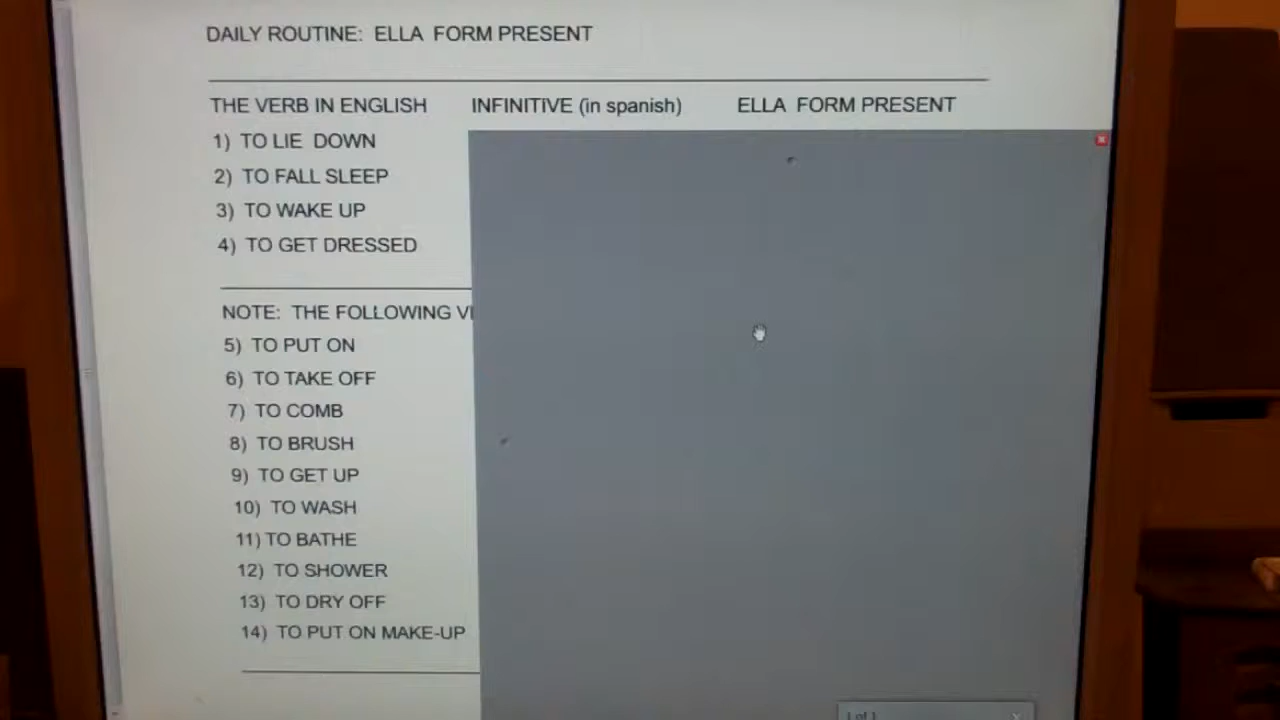 DAILY ROUTINE: ELLA FORM PRESENT
THE VERB IN ENGLISH INFINITIVE (in spanish) ELLA FORM PRESENT
1) TO LIE DOWN
2) TO FALL SLEEP
3) TO WAKE UP
4) TO GET DRESSED
NOTE: THE FOLLOWING
5) TO PUT ON
6) TO TAKE OFF
7) TO COMB
8) TO BRUSH
9) TO GET UP
10) TO WASH
11) TO BATHE
12) TO SHOWER
13) TO DRY OFF
14) TO PUT ON MAKE-UP